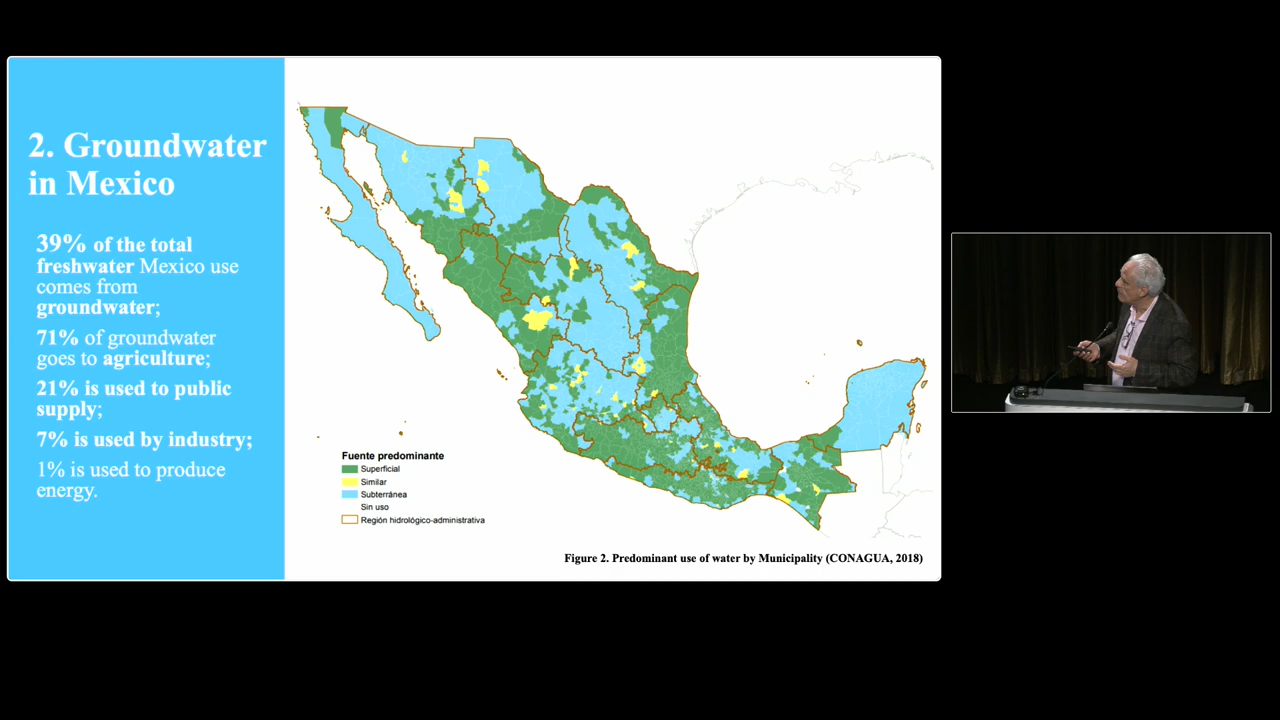 2. Groundwater
in Mexico
39% of the total
freshwater Mexico use
comes from
groundwater;
71% of groundwater
goes to agriculture;
21% is used to public
supply;
7% is used by industry;
1% is used to produce
energy.
Fuente predominante
Superficial
Similar
Subterránea
Sin uso
Región hidrológico-administrativa
Figure 2. Predominant use of water by Municipality (CONAGUA, 2018)